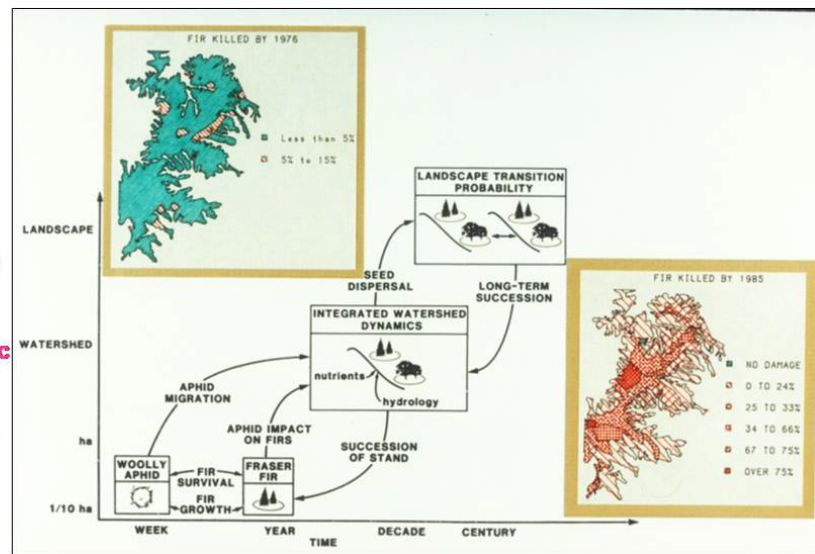 FIR KILLED BY 1976
Less than 5%
5% to 15%
LANDSCAPE TRANSITION
PROBABILITY
LANDSCAPE
SEED
DISPERSAL
LONG-TERM
SUCCESSION
FIR KILLED BY 1985
NO DAMAGE
0 TO 24%
25 TO 33%
34 TO 66%
67 TO 75%
OVER 75%
INTEGRATED WATERSHED
DYNAMICS
WATERSHED
nutrients
hydrology
APHID
MIGRATION
APHID IMPACT
ON FIRS
SUCCESSION
OF STAND
ha
WOOLLY
APHID
FIR
SURVIVAL
FIR
GROWTH
FRASER
FIR
1/10 ha
WEEK
YEAR
DECADE
CENTURY
TIME